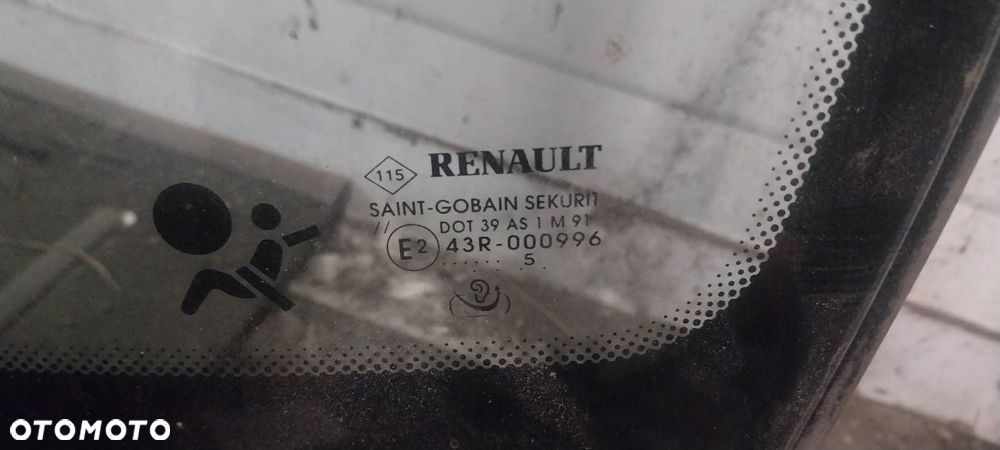 115 RENAULT
SAINT-GOBAIN SEKURIT
// DOT 39 AS 1 M 91
E2 43R-000996
..... 5..
OTOMOTO